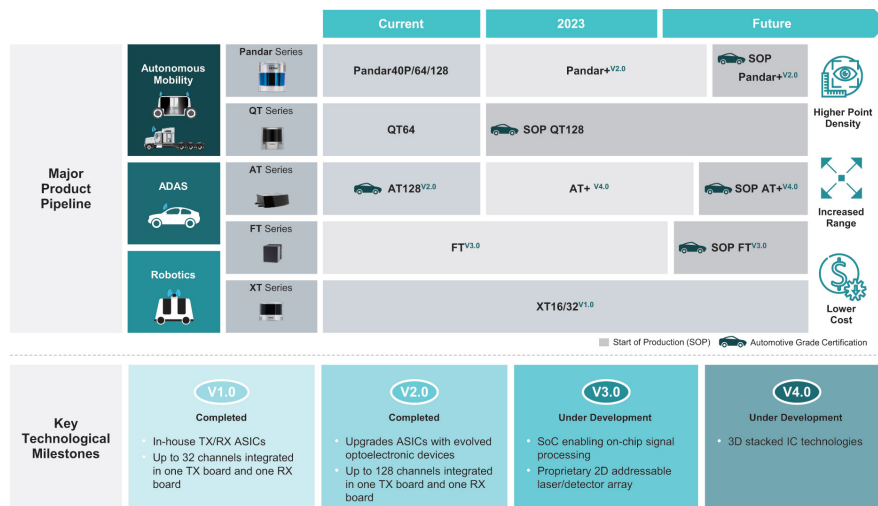 Current
2023
Future
Major
Product
Pipeline
Autonomous
Mobility
Pandar Series
Pandar40P/64/128
Pandar+V2.0
SOP
Pandar+V2.0
Higher Point
Density
QT Series
QT64
SOP QT128
ADAS
AT Series
AT128V2.0
AT+ V4.0
SOP AT+V4.0
Increased
Range
FT Series
FTV3.0
SOP FTV3.0
Robotics
XT Series
XT16/32V1.0
Lower
Cost
Start of Production (SOP)
Automotive Grade Certification
Key
Technological
Milestones
V1.0
Completed
• In-house TX/RX ASICs
• Up to 32 channels integrated
in one TX board and one RX
board
V2.0
Completed
• Upgrades ASICs with evolved
optoelectronic devices
• Up to 128 channels integrated
in one TX board and one RX
board
V3.0
Under Development
• SoC enabling on-chip signal
processing
• Proprietary 2D addressable
laser/detector array
V4.0
Under Development
• 3D stacked IC technologies